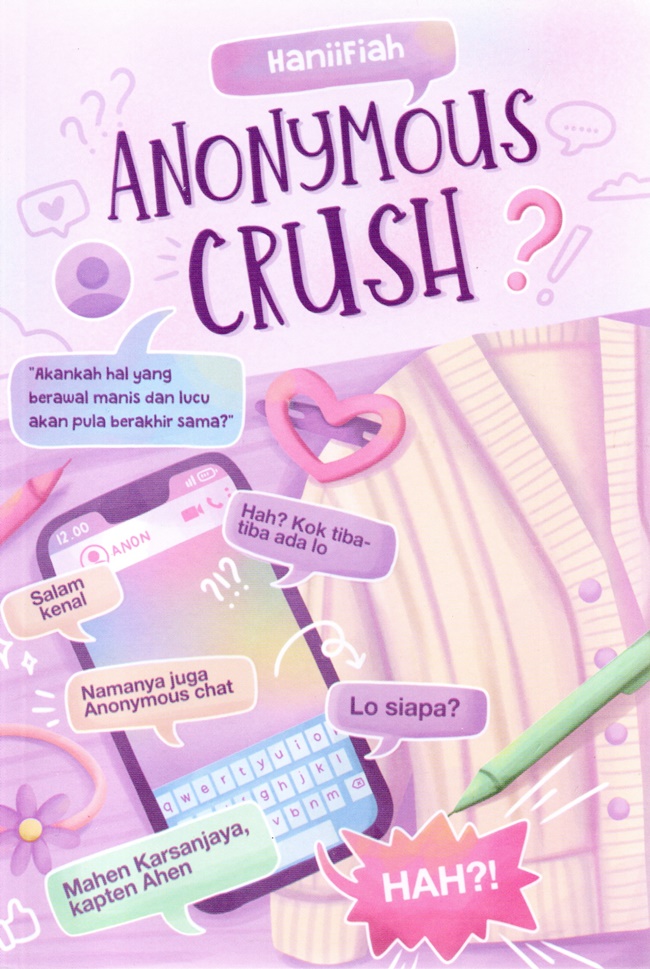 HaniiFiah
ANONYMOUS
CRUSH ?
"Akankah hal yang
berawal manis dan lucu
akan pula berakhir sama?"
12.00
ANON
Hah? Kok tiba-
tiba ada lo
?!?
Salam
kenal
Namanya juga
Anonymous chat
Lo siapa?
q w e r t y u i o
g h j k l
v b n m
Mahen Karsanjaya,
kapten Ahen
HAH?!